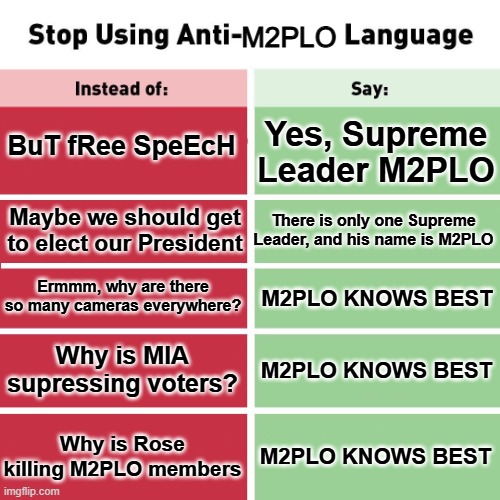 Stop Using Anti-M2PLO Language
Instead of:
Say:
BuT fRee SpeEcH
Yes, Supreme
Leader M2PLO
Maybe we should get
to elect our President
There is only one Supreme
Leader, and his name is M2PLO
Ermmm, why are there
so many cameras everywhere?
M2PLO KNOWS BEST
Why is MIA
supressing voters?
M2PLO KNOWS BEST
Why is Rose
killing M2PLO members
M2PLO KNOWS BEST
imgflip.com